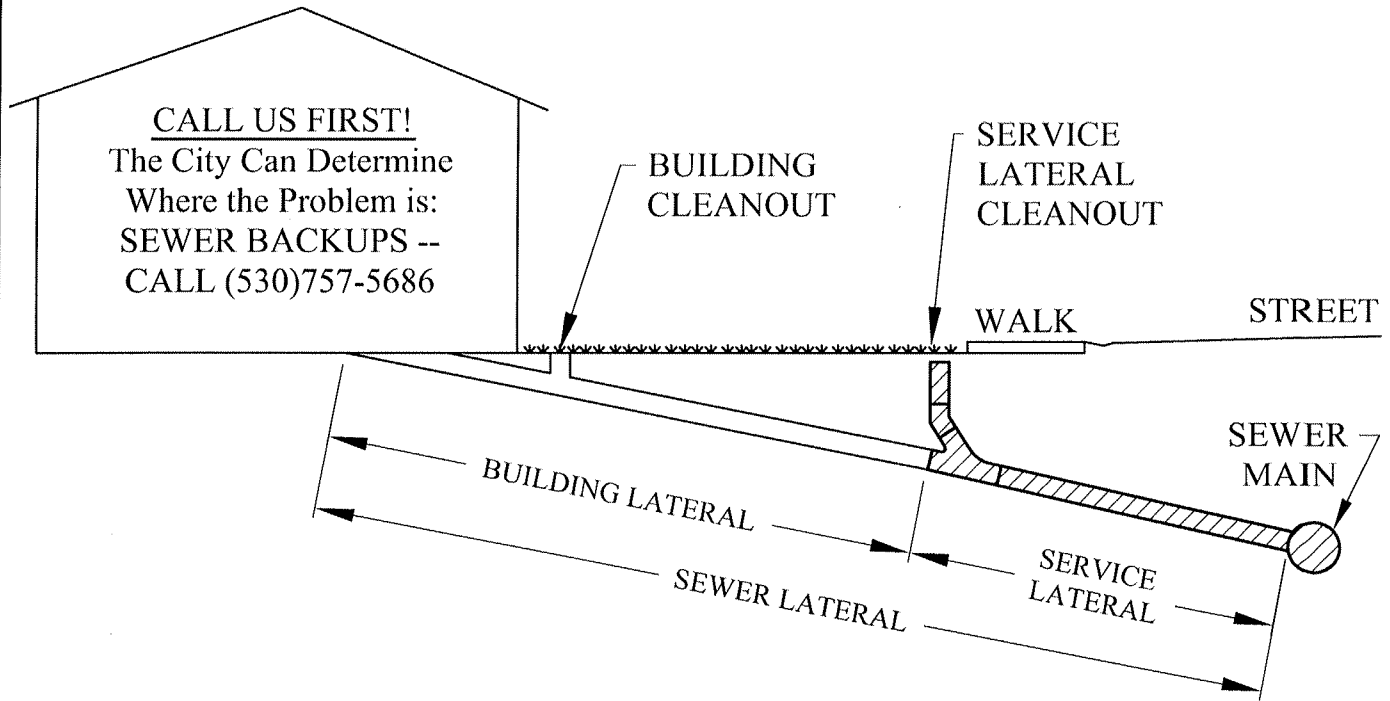 CALL US FIRST!
The City Can Determine
Where the Problem is:
SEWER BACKUPS --
CALL (530)757-5686
BUILDING
CLEANOUT
SERVICE
LATERAL
CLEANOUT
WALK
STREET
SEWER
MAIN
BUILDING LATERAL
SERVICE
LATERAL
SEWER LATERAL